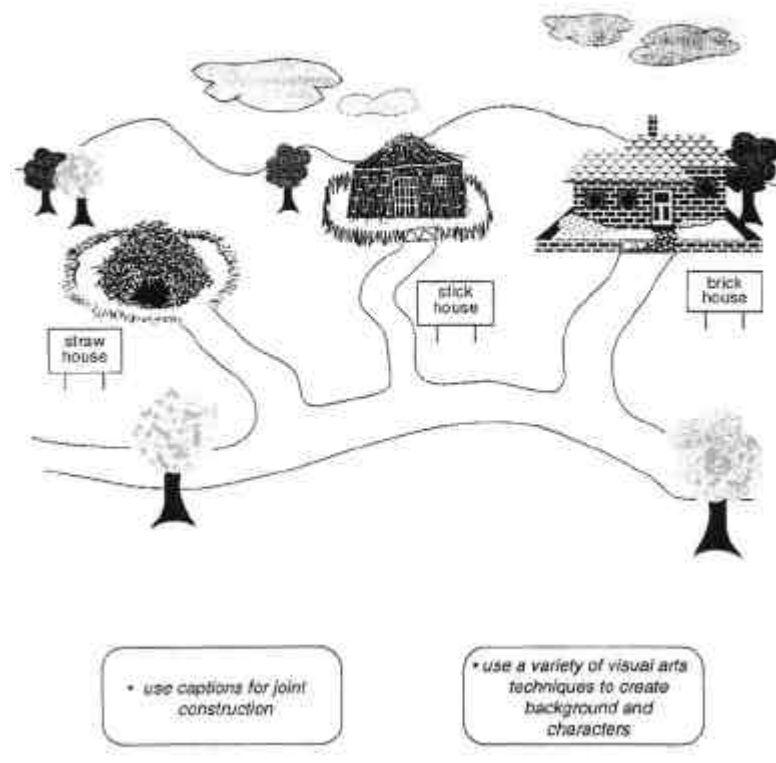 stick
house
brick
house
straw
house
• use captions for joint
construction
• use a variety of visual arts
techniques to create
background and
characters